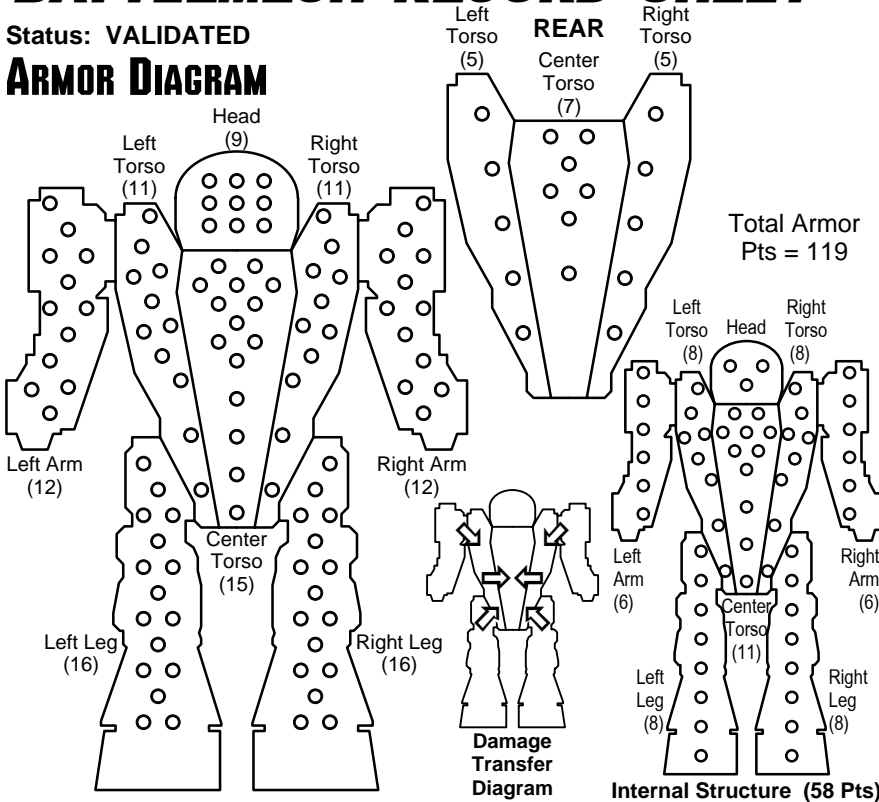 BATTLEMECH RECORD SHEET
Status: VALIDATED
ARMOR DIAGRAM
Head
(9)
Left
Torso
(11)
Right
Torso
(11)
Left Arm
(12)
Right Arm
(12)
Center
Torso
(15)
Left Leg
(16)
Right Leg
(16)
Left
Torso
(5)
REAR
Center
Torso
(7)
Right
Torso
(5)
Total Armor
Pts = 119
Left
Torso
(8)
Head
Right
Torso
(8)
Left
Arm
(6)
Right
Arm
(6)
Center
Torso
(11)
Left
Leg
(8)
Right
Leg
(8)
Damage
Transfer
Diagram
Internal Structure (58 Pts)